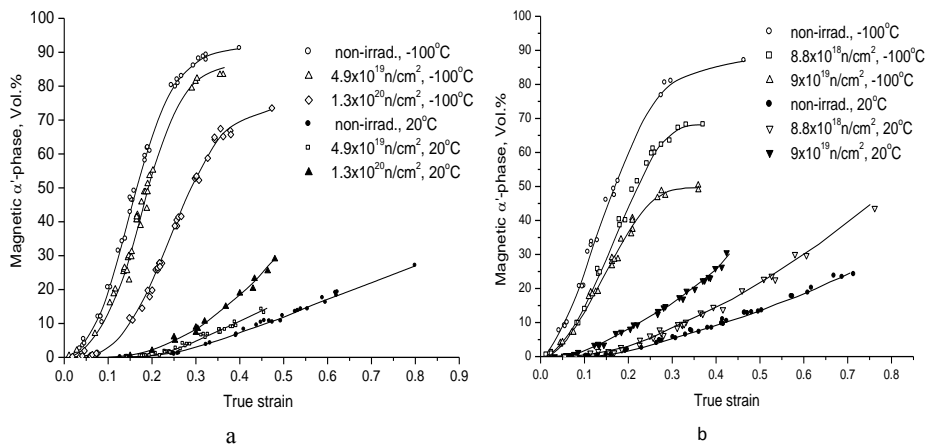 Magnetic α'-phase, Vol.%
100
90
80
70
60
50
40
30
20
10
0
non-irrad., -100°C
4.9x10¹⁹n/cm², -100°C
1.3x10²⁰n/cm², -100°C
non-irrad., 20°C
4.9x10¹⁹n/cm², 20°C
1.3x10²⁰n/cm², 20°C
0.0 0.1 0.2 0.3 0.4 0.5 0.6 0.7 0.8 0.9
True strain
a
Magnetic α'-phase, Vol.%
100
90
80
70
60
50
40
30
20
10
0
non-irrad., -100°C
8.8x10¹⁸n/cm², -100°C
9x10¹⁹n/cm², -100°C
non-irrad., 20°C
8.8x10¹⁸n/cm², 20°C
9x10¹⁹n/cm², 20°C
0.0 0.1 0.2 0.3 0.4 0.5 0.6 0.7 0.8
True strain
b